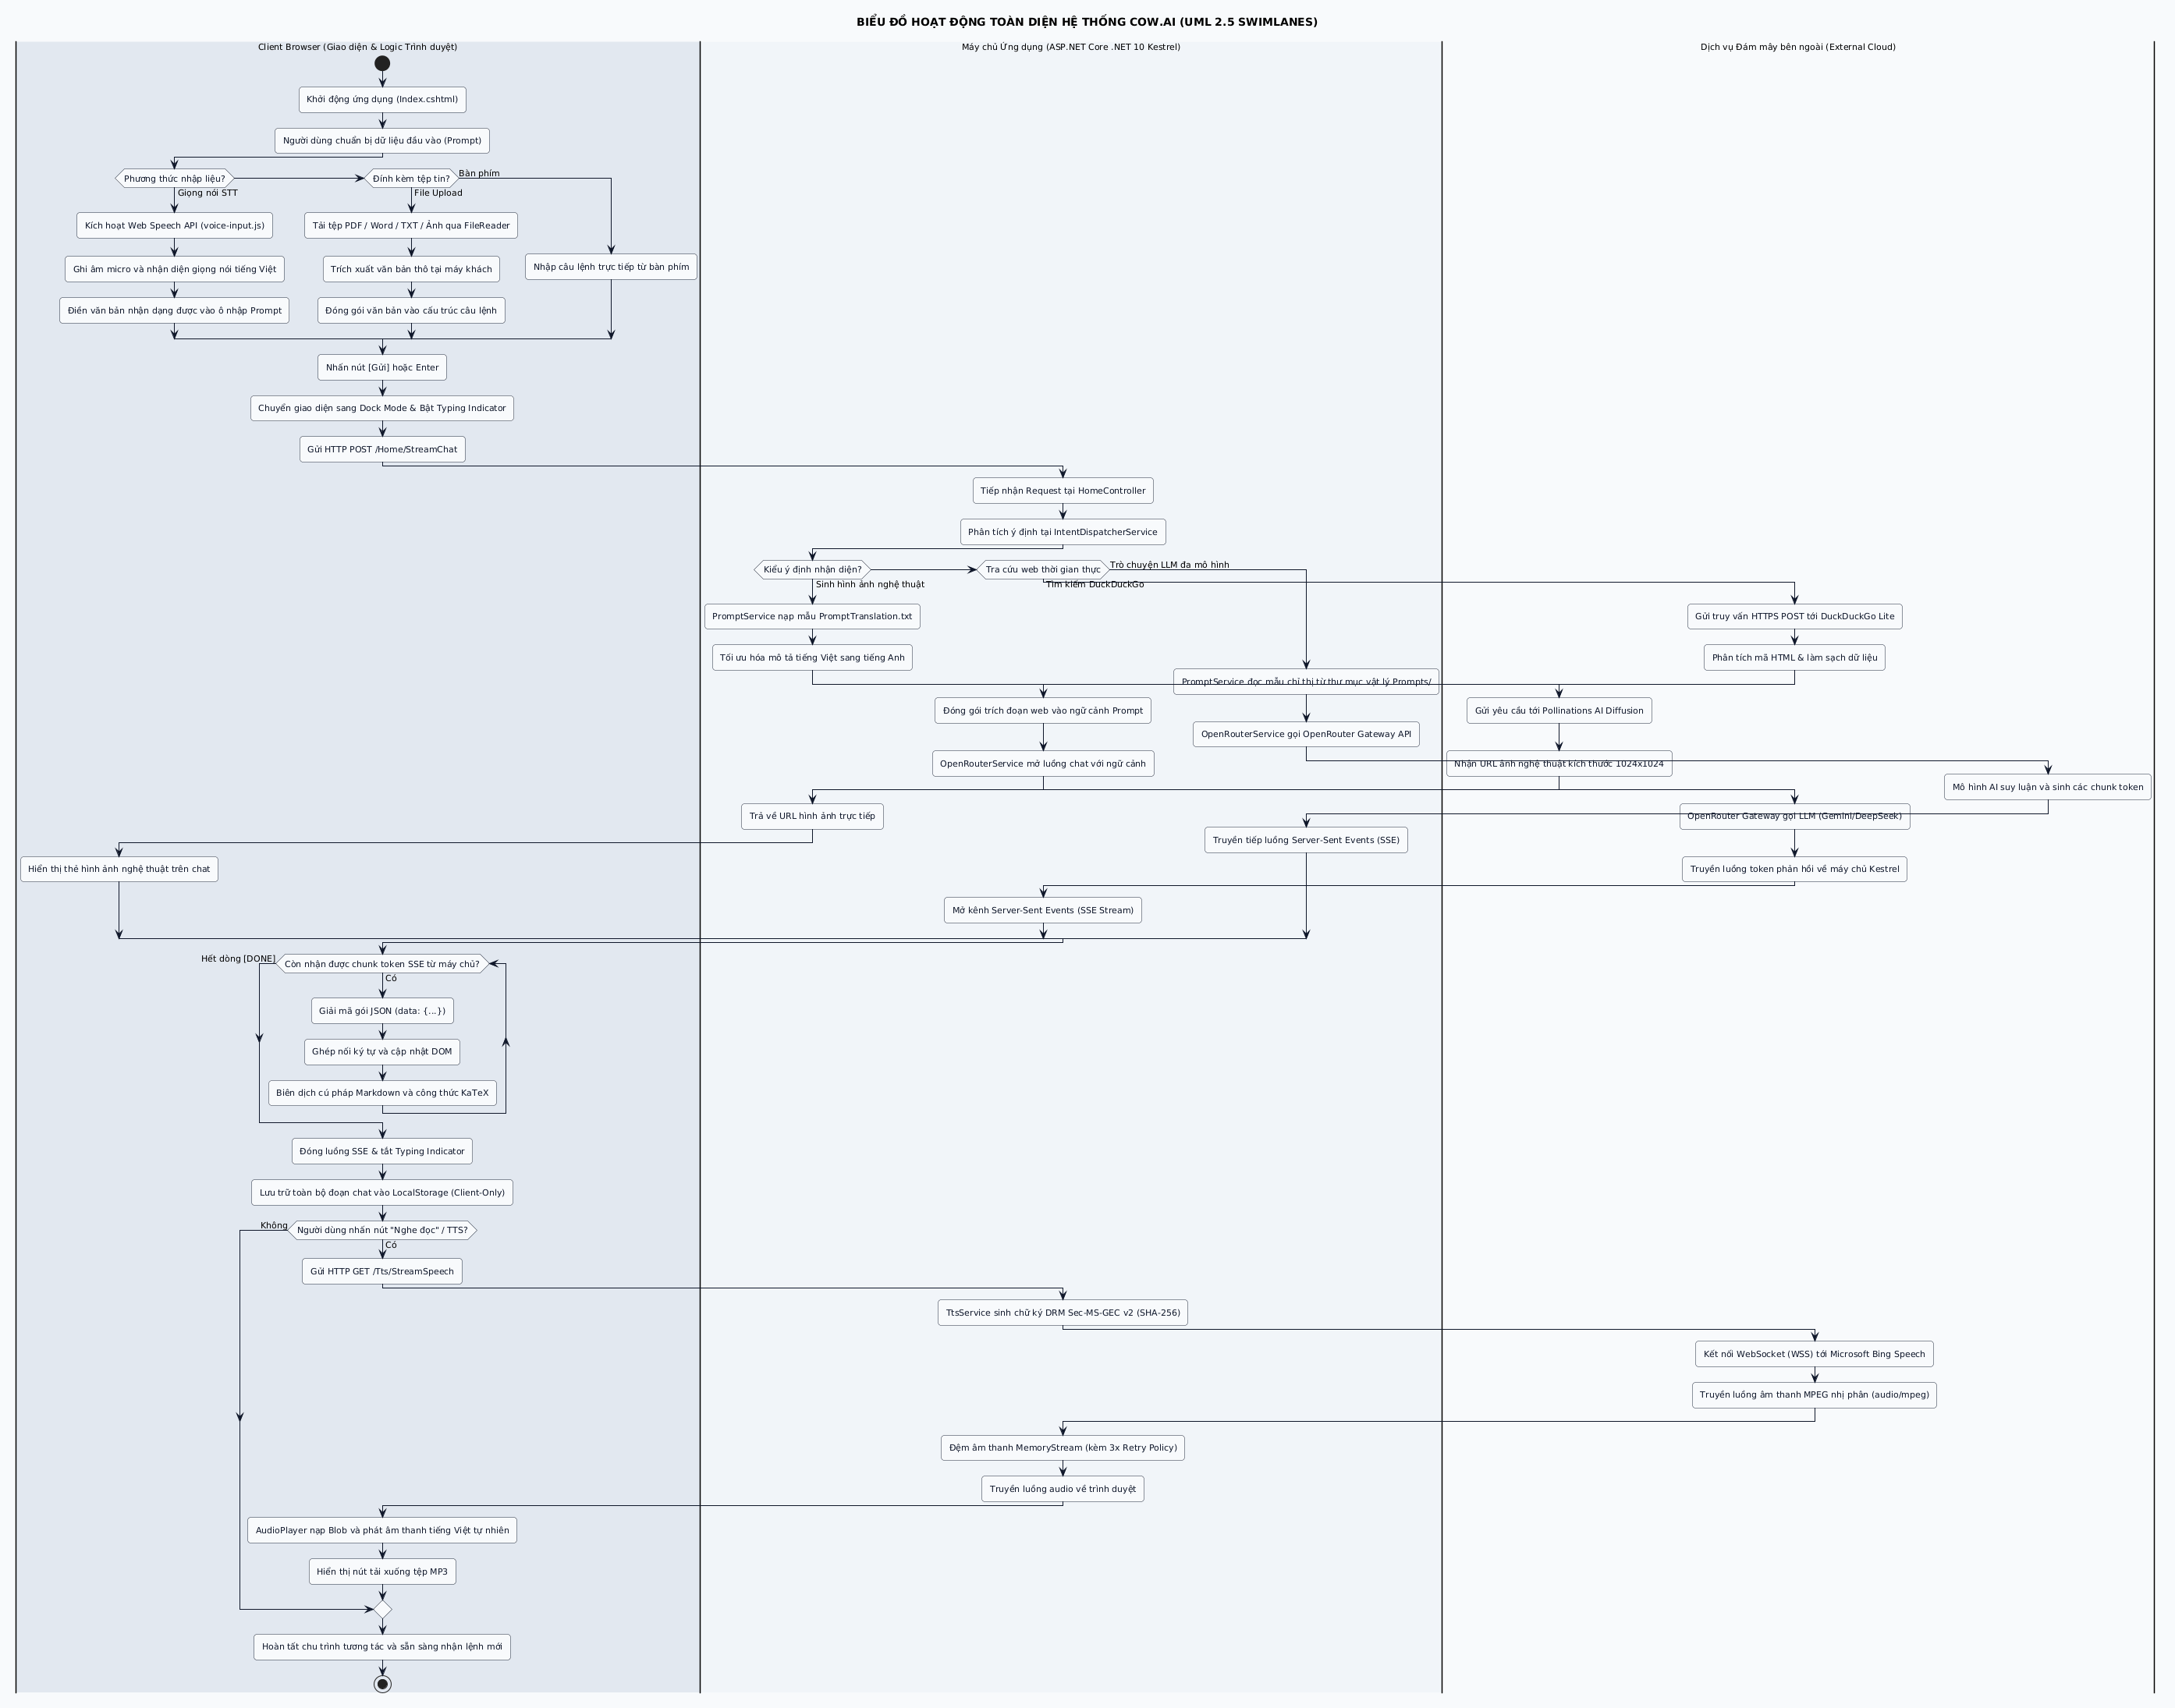 BIỂU ĐỒ HOẠT ĐỘNG TOÀN DIỆN HỆ THỐNG COW.AI (UML 2.5 SWIMLANES)
Client Browser (Giao diện & Logic Trình duyệt)
Máy chủ Ứng dụng (ASP.NET Core .NET 10 Kestrel)
Dịch vụ Đám mây bên ngoài (External Cloud)
Khởi động ứng dụng (Index.cshtml)
Người dùng chuẩn bị dữ liệu đầu vào (Prompt)
Phương thức nhập liệu?
Đính kèm tệp tin?
Bàn phím
Giọng nói STT
File Upload
Kích hoạt Web Speech API (voice-input.js)
Tải tệp PDF / Word / TXT / Ảnh qua FileReader
Ghi âm micro và nhận diện giọng nói tiếng Việt
Trích xuất văn bản thô tại máy khách
Nhập câu lệnh trực tiếp từ bàn phím
Điền văn bản nhận dạng được vào ô nhập Prompt
Đóng gói văn bản vào cấu trúc câu lệnh
Nhấn nút [Gửi] hoặc Enter
Chuyển giao diện sang Dock Mode & Bật Typing Indicator
Gửi HTTP POST /Home/StreamChat
Tiếp nhận Request tại HomeController
Phân tích ý định tại IntentDispatcherService
Kiểu ý định nhận diện?
Tra cứu web thời gian thực
Trò chuyện LLM đa mô hình
Sinh hình ảnh nghệ thuật
Tìm kiếm DuckDuckGo
PromptService nạp mẫu PromptTranslation.txt
Gửi truy vấn HTTPS POST tới DuckDuckGo Lite
Tối ưu hóa mô tả tiếng Việt sang tiếng Anh
Phân tích mã HTML & làm sạch dữ liệu
PromptService đọc mẫu chỉ thị từ thư mục vật lý Prompts/
Đóng gói trích đoạn web vào ngữ cảnh Prompt
Gửi yêu cầu tới Pollinations AI Diffusion
OpenRouterService gọi OpenRouter Gateway API
OpenRouterService mở luồng chat với ngữ cảnh
Nhận URL ảnh nghệ thuật kích thước 1024x1024
Mô hình AI suy luận và sinh các chunk token
Trả về URL hình ảnh trực tiếp
OpenRouter Gateway gọi LLM (Gemini/DeepSeek)
Truyền tiếp luồng Server-Sent Events (SSE)
Hiển thị thẻ hình ảnh nghệ thuật trên chat
Truyền luồng token phản hồi về máy chủ Kestrel
Mở kênh Server-Sent Events (SSE Stream)
Hết dòng [DONE]
Còn nhận được chunk token SSE từ máy chủ?
Có
Giải mã gói JSON (data: {...})
Ghép nối ký tự và cập nhật DOM
Biên dịch cú pháp Markdown và công thức KaTeX
Đóng luồng SSE & tắt Typing Indicator
Lưu trữ toàn bộ đoạn chat vào LocalStorage (Client-Only)
Không
Người dùng nhấn nút "Nghe đọc" / TTS?
Có
Gửi HTTP GET /Tts/StreamSpeech
TtsService sinh chữ ký DRM Sec-MS-GEC v2 (SHA-256)
Kết nối WebSocket (WSS) tới Microsoft Bing Speech
Truyền luồng âm thanh MPEG nhị phân (audio/mpeg)
Đệm âm thanh MemoryStream (kèm 3x Retry Policy)
Truyền luồng audio về trình duyệt
AudioPlayer nạp Blob và phát âm thanh tiếng Việt tự nhiên
Hiển thị nút tải xuống tệp MP3
Hoàn tất chu trình tương tác và sẵn sàng nhận lệnh mới